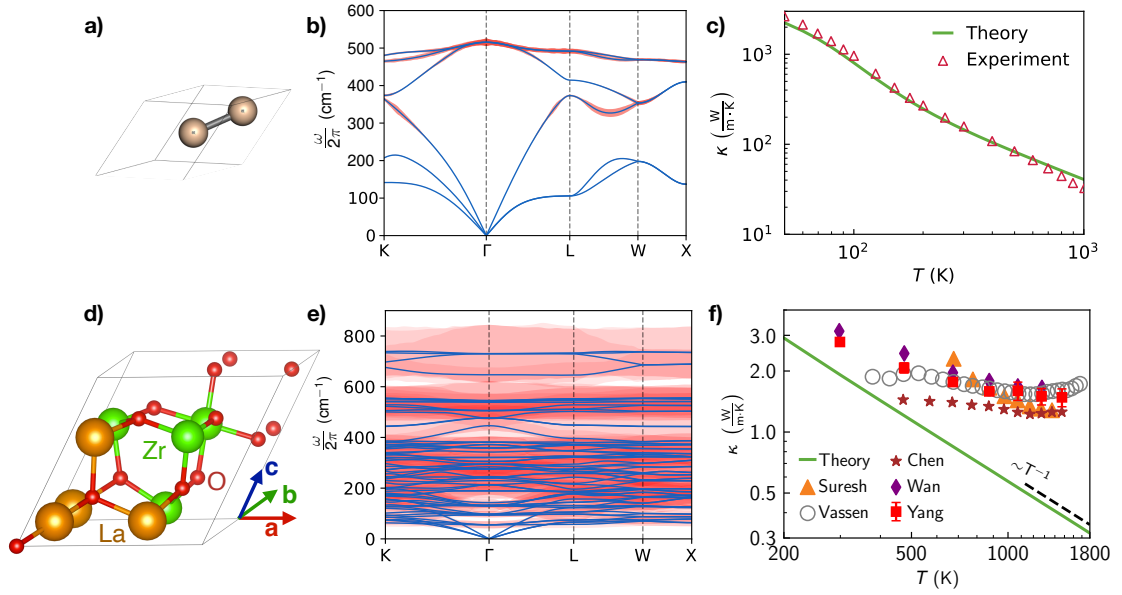 a)
b)
600
500
400
300
200
100
0
ω/2π (cm⁻¹)
K
Γ
L
W
X
c)
10³
10²
10¹
κ (W/m·K)
Theory
Experiment
10²
10³
T (K)
d)
Zr
O
La
c
b
a
e)
800
600
400
200
0
ω/2π (cm⁻¹)
K
Γ
L
W
X
f)
3.0
2.0
1.0
0.5
0.3
κ (W/m·K)
~T⁻¹
Theory
Suresh
Vassen
Chen
Wan
Yang
200
500
1000
1800
T (K)